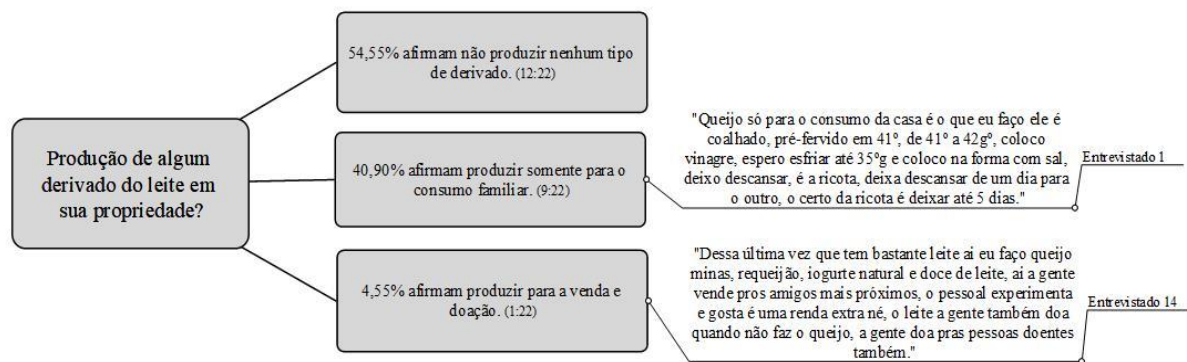 Produção de algum
derivado do leite em
sua propriedade?
54,55% afirmam não produzir nenhum tipo
de derivado. (12:22)
40,90% afirmam produzir somente para o
consumo familiar. (9:22)
"Queijo só para o consumo da casa é o que eu faço ele é
coalhado, pré-fervido em 41º, de 41º a 42gº, coloco
vinagre, espero esfriar até 35ºg e coloco na forma com sal,
deixo descansar, é a ricota, deixa descansar de um dia para
o outro, o certo da ricota é deixar até 5 dias."
Entrevistado 1
4,55% afirmam produzir para a venda e
doação. (1:22)
"Dessa última vez que tem bastante leite ai eu faço queijo
minas, requeijão, iogurte natural e doce de leite, ai a gente
vende pros amigos mais próximos, o pessoal experimenta
e gosta é uma renda extra né, o leite a gente também doa
quando não faz o queijo, a gente doa pras pessoas doentes
também."
Entrevistado 14